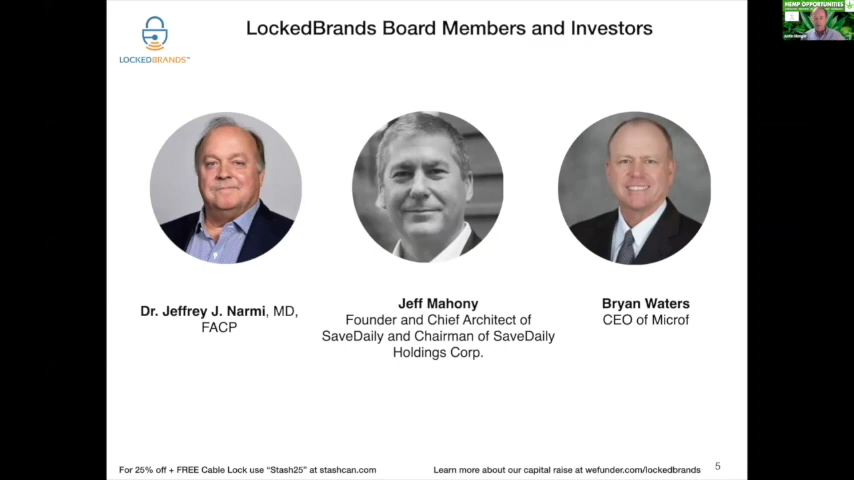 LockedBrands Board Members and Investors
LOCKEDBRANDS™
HEMP OPPORTUNITIES
Dr. Jeffrey J. Narmi, MD,
FACP
Jeff Mahony
Founder and Chief Architect of
SaveDaily and Chairman of SaveDaily
Holdings Corp.
Bryan Waters
CEO of Microf
For 25% off + FREE Cable Lock use "Stash25" at stashcan.com
Learn more about our capital raise at wefunder.com/lockedbrands
5